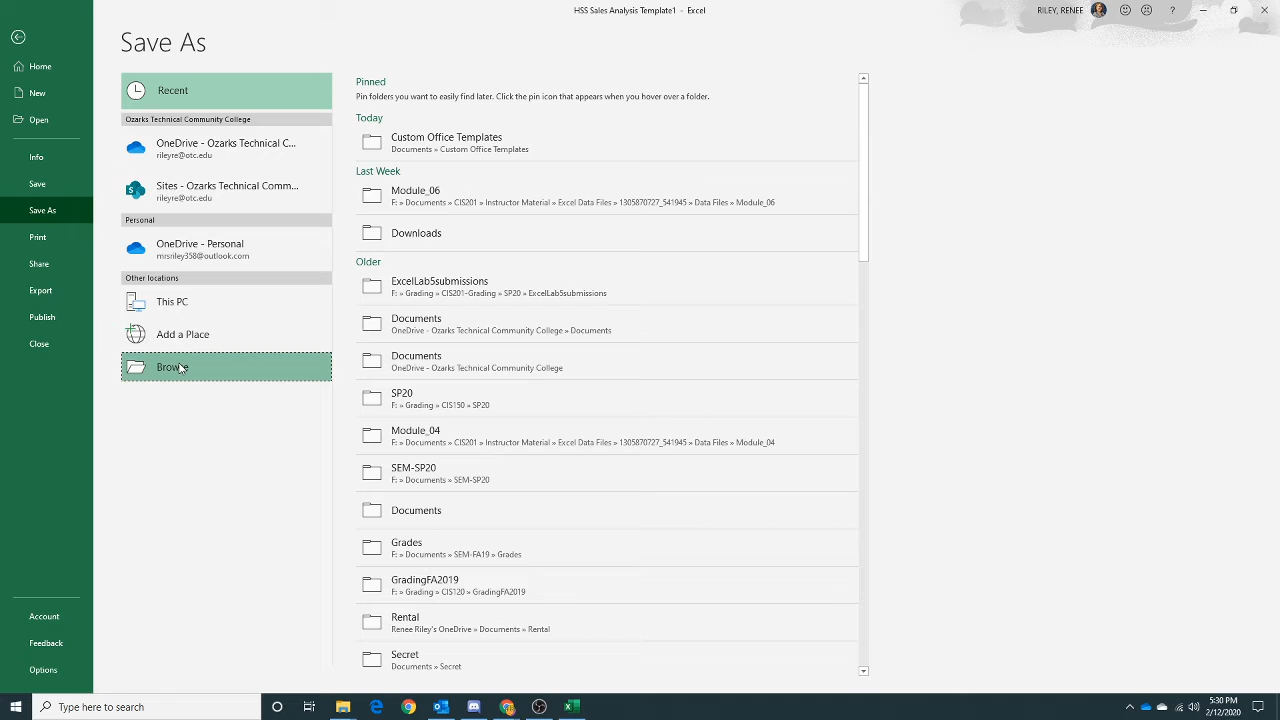 HSS Sales Analysis Template1 - Excel
RILEY, RENEE
?
Save As
Home
New
Open
Info
Save
Save As
Print
Share
Export
Publish
Close
Account
Feedback
Options
Recent
Ozarks Technical Community College
OneDrive - Ozarks Technical C...
rileyre@otc.edu
Sites - Ozarks Technical Comm...
rileyre@otc.edu
Personal
OneDrive - Personal
mrsriley358@outlook.com
Other locations
This PC
Add a Place
Browse
Pinned
Pin folders you want to easily find later. Click the pin icon that appears when you hover over a folder.
Today
Custom Office Templates
Documents » Custom Office Templates
Last Week
Module_06
F: » Documents » CIS201 » Instructor Material » Excel Data Files » 1305870727_541945 » Data Files » Module_06
Downloads
Older
ExcelLab5submissions
F: » Grading » CIS201-Grading » SP20 » ExcelLab5submissions
Documents
OneDrive - Ozarks Technical Community College » Documents
Documents
OneDrive - Ozarks Technical Community College
SP20
F: » Grading » CIS150 » SP20
Module_04
F: » Documents » CIS201 » Instructor Material » Excel Data Files » 1305870727_541945 » Data Files » Module_04
SEM-SP20
F: » Documents » SEM-SP20
Documents
Grades
F: » Documents » SEM-FA19 » Grades
GradingFA2019
F: » Grading » CIS120 » GradingFA2019
Rental
Renee Riley's OneDrive » Documents » Rental
Secret
Documents » Secret
Type here to search
5:30 PM
2/12/2020